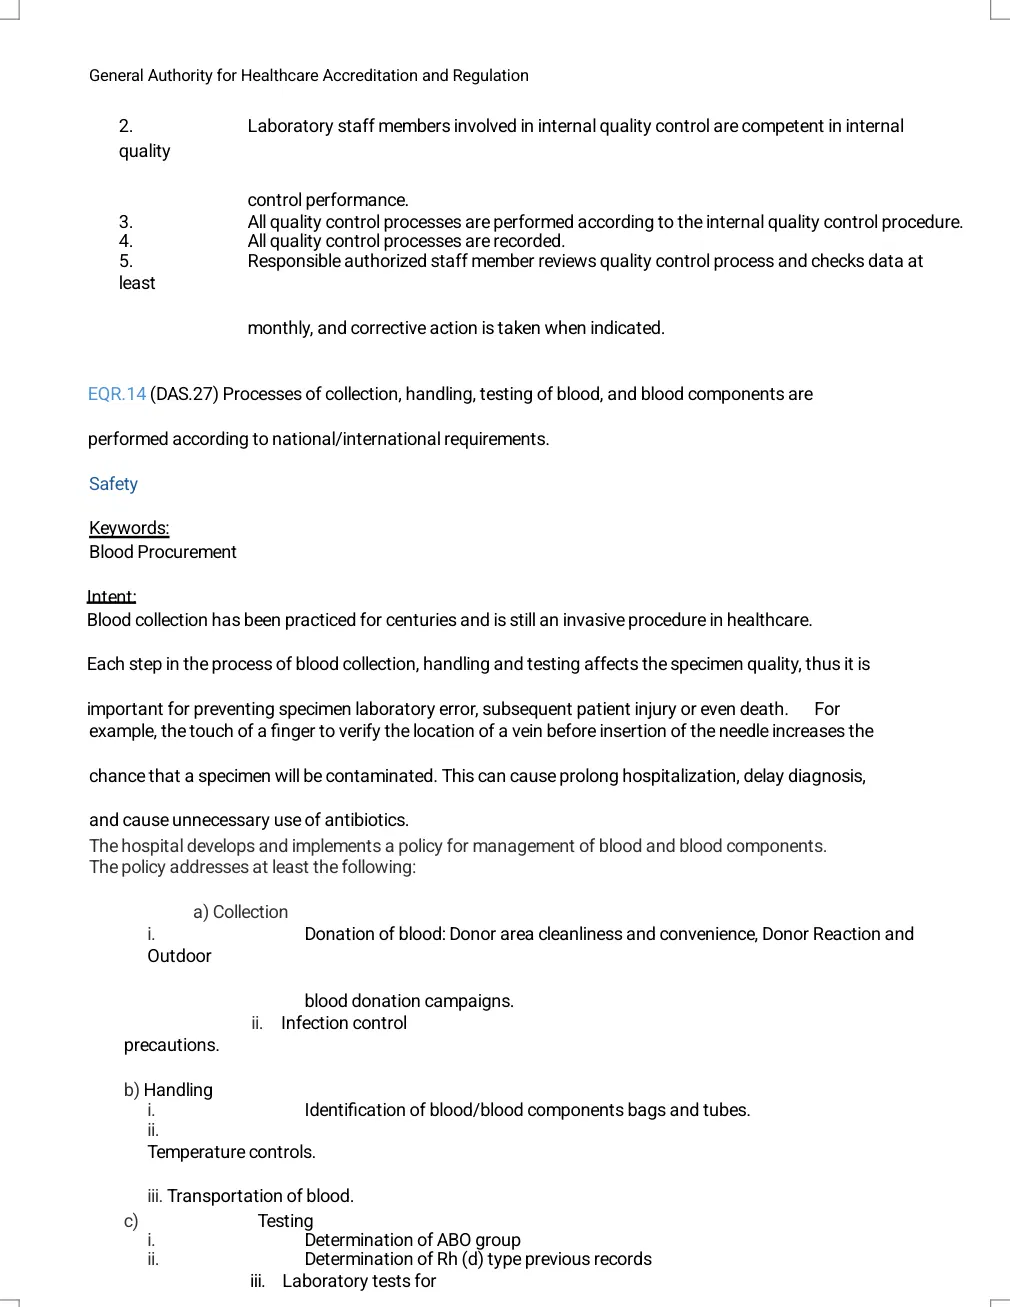 General Authority for Healthcare Accreditation and Regulation
2. Laboratory staff members involved in internal quality control are competent in internal
quality
control performance.
3. All quality control processes are performed according to the internal quality control procedure.
4. All quality control processes are recorded.
5. Responsible authorized staff member reviews quality control process and checks data at
least
monthly, and corrective action is taken when indicated.
EQR.14 (DAS.27) Processes of collection, handling, testing of blood, and blood components are
performed according to national/international requirements.
Safety
Keywords:
Blood Procurement
Intent:
Blood collection has been practiced for centuries and is still an invasive procedure in healthcare.
Each step in the process of blood collection, handling and testing affects the specimen quality, thus it is
important for preventing specimen laboratory error, subsequent patient injury or even death. For
example, the touch of a finger to verify the location of a vein before insertion of the needle increases the
chance that a specimen will be contaminated. This can cause prolong hospitalization, delay diagnosis,
and cause unnecessary use of antibiotics.
The hospital develops and implements a policy for management of blood and blood components.
The policy addresses at least the following:
a) Collection
i. Donation of blood: Donor area cleanliness and convenience, Donor Reaction and
Outdoor
blood donation campaigns.
ii. Infection control
precautions.
b) Handling
i. Identification of blood/blood components bags and tubes.
ii.
Temperature controls.
iii. Transportation of blood.
c) Testing
i. Determination of ABO group
ii. Determination of Rh (d) type previous records
iii. Laboratory tests for